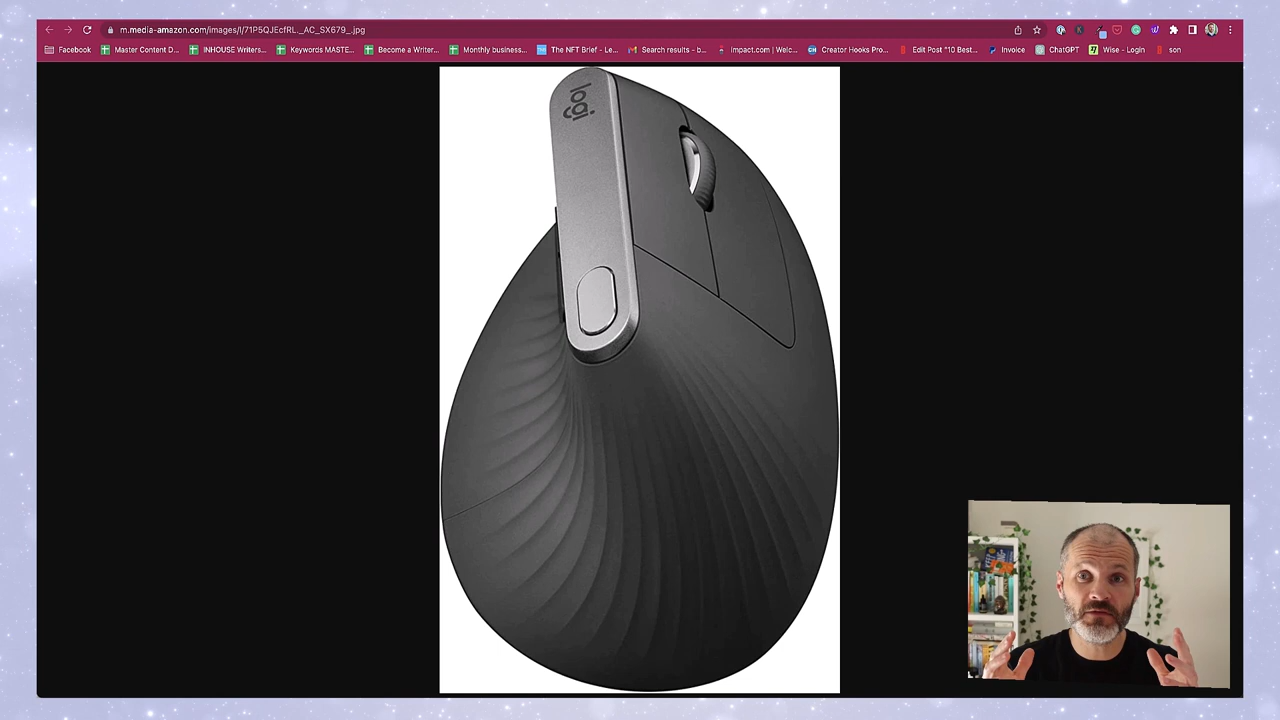 m.media-amazon.com/images/I/71P5QJEcfRL._AC_SX679_.jpg
Facebook
Master Content D...
INHOUSE Writers...
Keywords MASTE...
Become a Writer...
Monthly business...
The NFT Brief - Le...
Search results - b...
Impact.com | Welc...
Creator Hooks Pro...
Edit Post "10 Best...
Invoice
ChatGPT
Wise - Login
son
logi